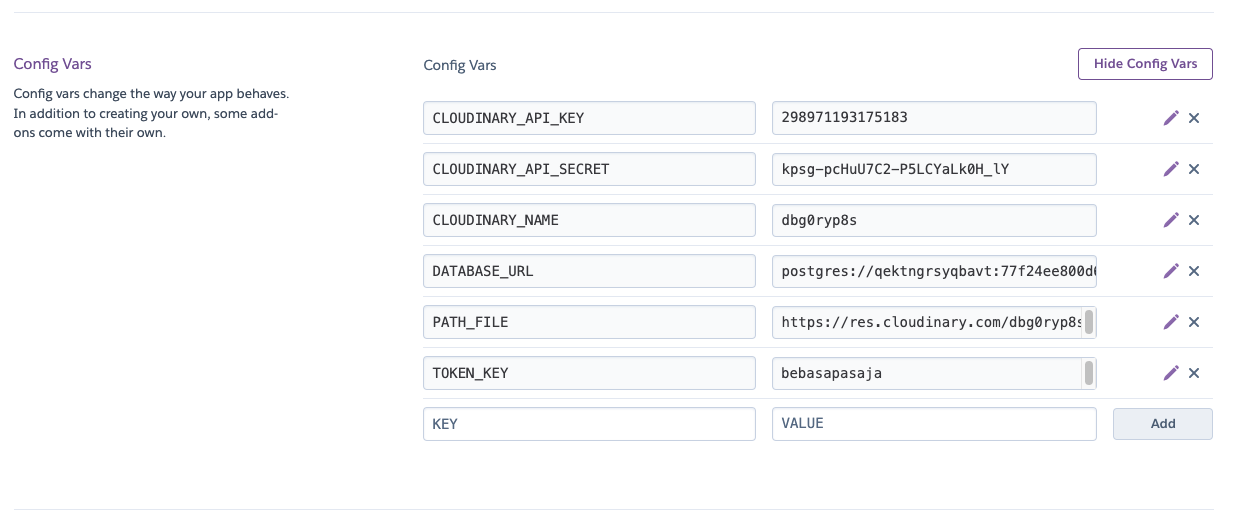 Config Vars
Config vars change the way your app behaves.
In addition to creating your own, some add-
ons come with their own.
Config Vars
Hide Config Vars
CLOUDINARY_API_KEY 298971193175183
CLOUDINARY_API_SECRET kpsg-pcHuU7C2-P5LCYaLk0H_lY
CLOUDINARY_NAME dbg0ryp8s
DATABASE_URL postgres://qektngrsyqbavt:77f24ee800d
PATH_FILE https://res.cloudinary.com/dbg0ryp8s
TOKEN_KEY bebasapasaja
KEY VALUE Add